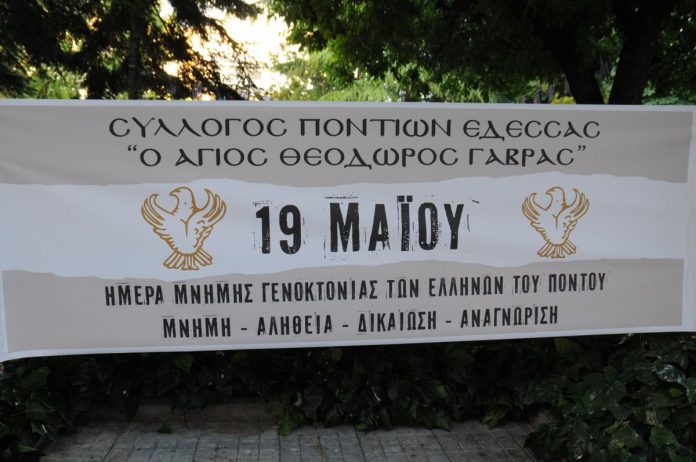 ΣΥΛΛΟΓΟΣ ΠΟΝΤΙΩΝ ΕΔΕΣΣΑΣ
"Ο ΑΓΙΟΣ ΘΕΟΔΩΡΟΣ ΓΑΒΡΑΣ"
19 ΜΑΪΟΥ
ΗΜΕΡΑ ΜΝΗΜΗΣ ΓΕΝΟΚΤΟΝΙΑΣ ΤΩΝ ΕΛΛΗΝΩΝ ΤΟΥ ΠΟΝΤΟΥ
ΜΝΗΜΗ - ΑΛΗΘΕΙΑ - ΔΙΚΑΙΩΣΗ - ΑΝΑΓΝΩΡΙΣΗ